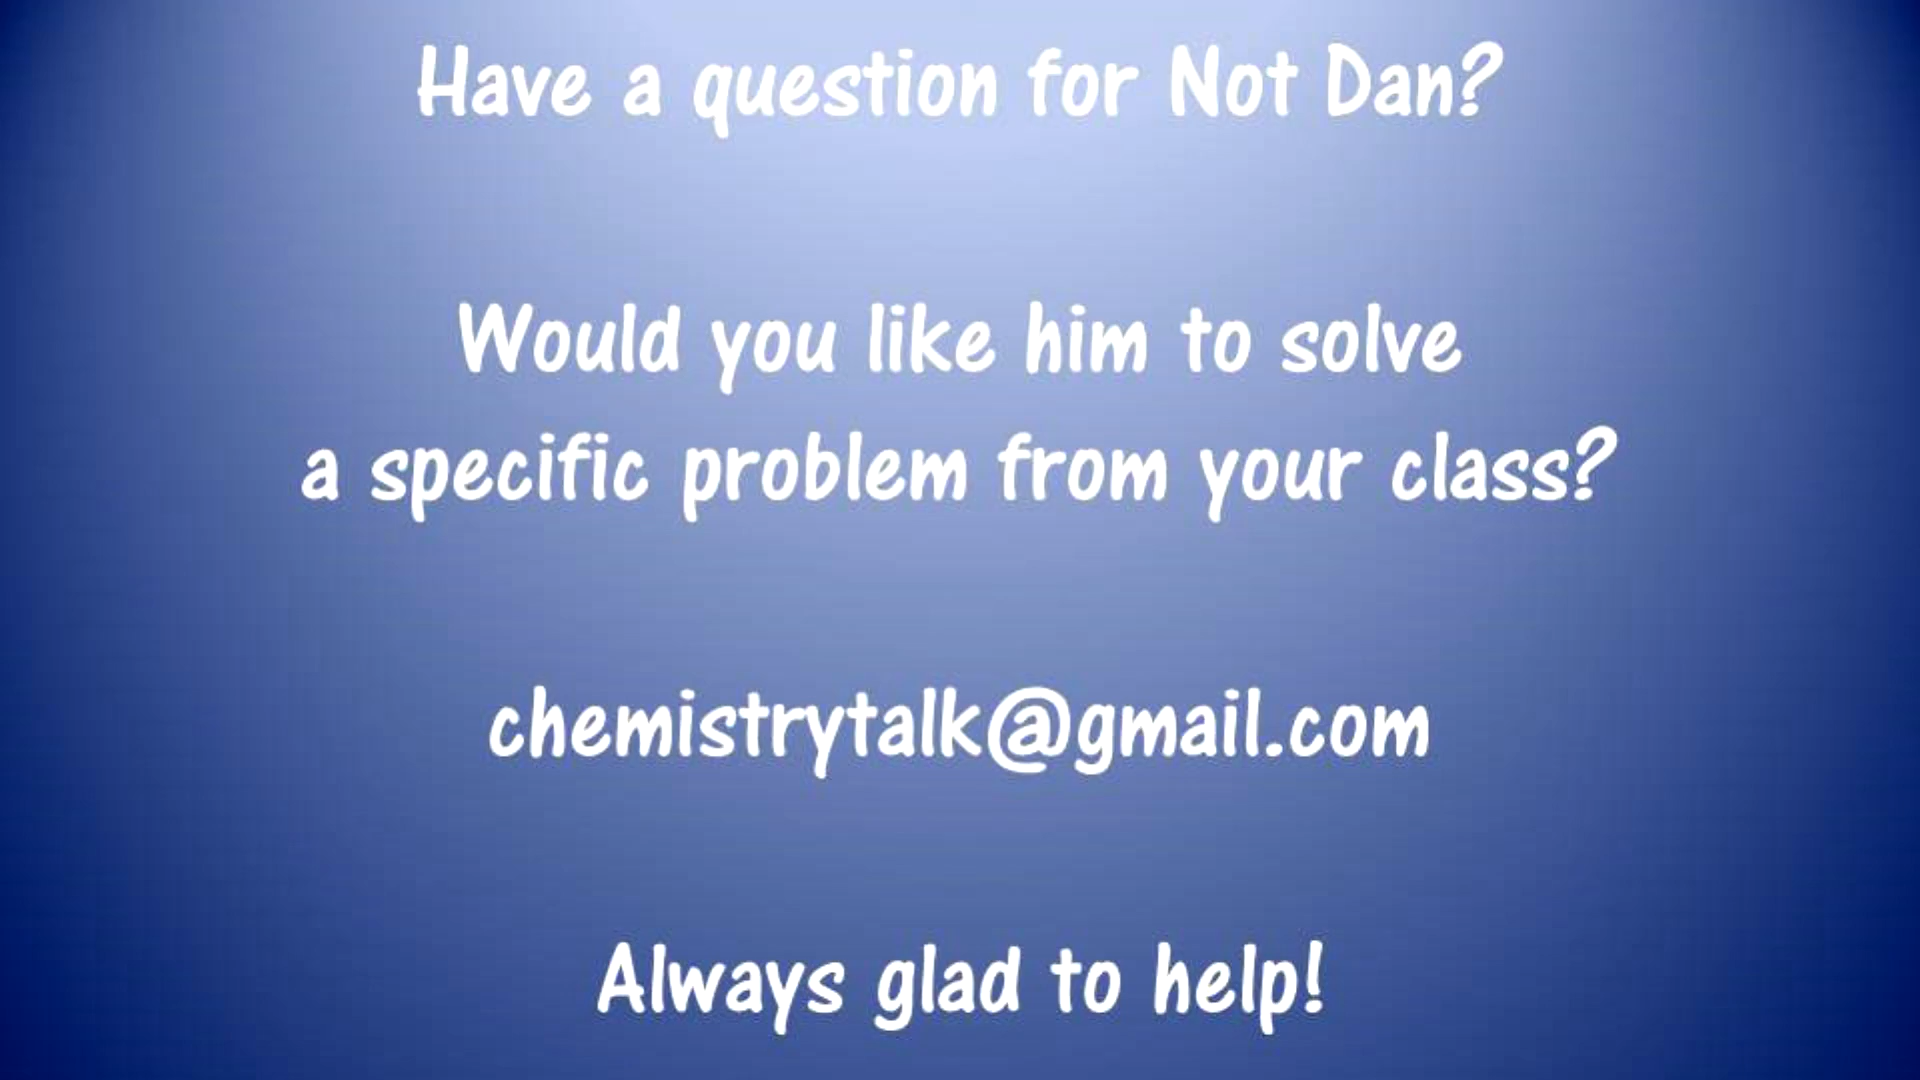 Have a question for Not Dan?
Would you like him to solve
a specific problem from your class?
chemistrytalk@gmail.com
Always glad to help!